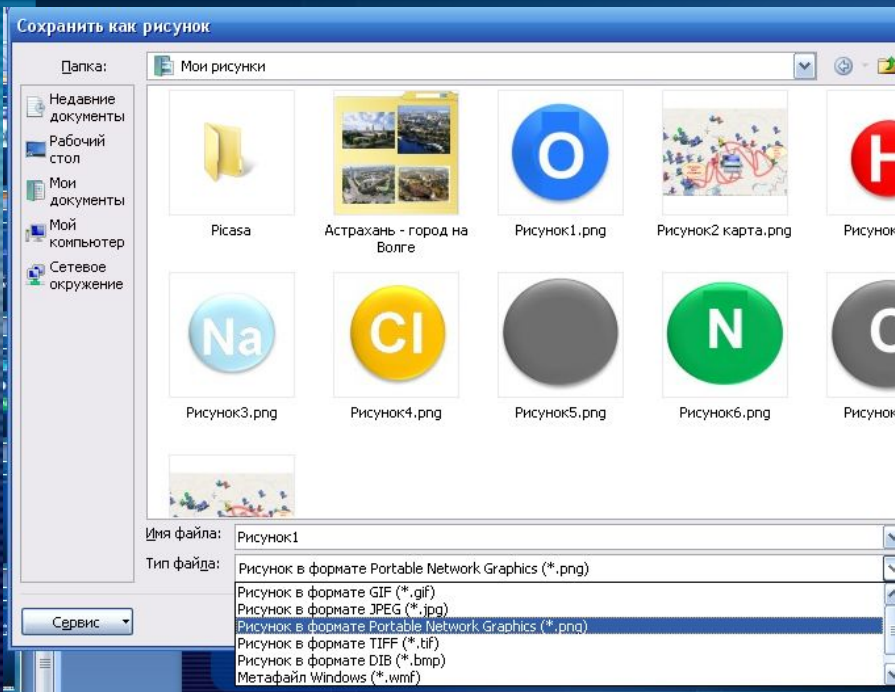 Сохранить как рисунок
Папка:
Мои рисунки
Недавние
документы
Рабочий
стол
Мои
документы
Мой
компьютер
Сетевое
окружение
O
H
Picasa
Астрахань - город на
Волге
Рисунок1.png
Рисунок2 карта.png
Рисунок
Na
Cl
N
Рисунок3.png
Рисунок4.png
Рисунок5.png
Рисунок6.png
Рисунок
Имя файла:
Рисунок1
Тип файла:
Рисунок в формате Portable Network Graphics (*.png)
Рисунок в формате GIF (*.gif)
Рисунок в формате JPEG (*.jpg)
Рисунок в формате Portable Network Graphics (*.png)
Рисунок в формате TIFF (*.tif)
Рисунок в формате DIB (*.bmp)
Метафайл Windows (*.wmf)
Сервис